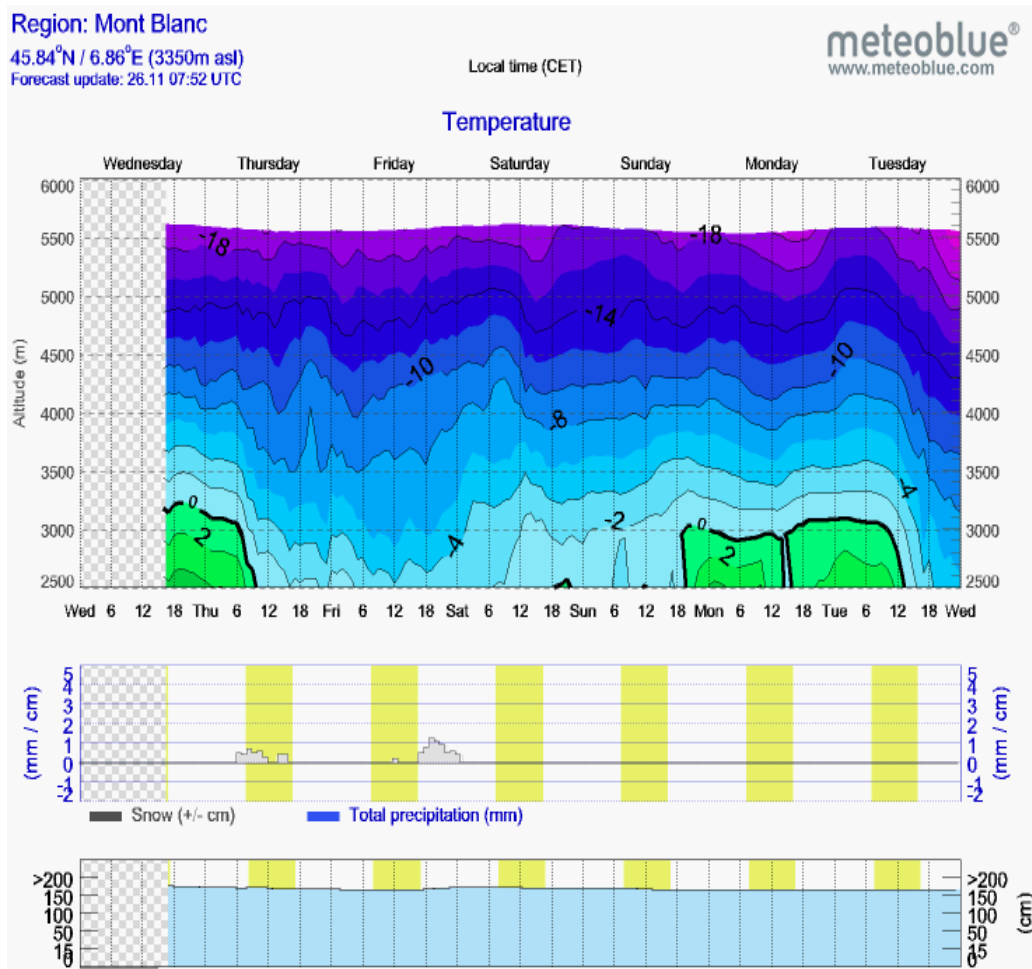 Region: Mont Blanc
45.84°N / 6.86°E (3350m asl)
Forecast update: 26.11 07:52 UTC
Local time (CET)
meteoblue®
www.meteoblue.com
Temperature
Wednesday Thursday Friday Saturday Sunday Monday Tuesday
6000 6000
5500 -18 -18 5500
5000 -14 5000
4500 -10 -10 4500
Altitude (m)
4000 -8 4000
3500 -4 3500
3000 0 2 -4 -2 0 2 3000
2500 2500
Wed 6 12 18 Thu 6 12 18 Fri 6 12 18 Sat 6 12 18 Sun 6 12 18 Mon 6 12 18 Tue 6 12 18 Wed
(mm / cm) (mm / cm)
5 5
4 4
3 3
2 2
1 1
0 0
-1 -1
-2 -2
Snow (+/- cm) Total precipitation (mm)
>200 >200
150 150
100 100
50 50
15 15
0 0
(cm)